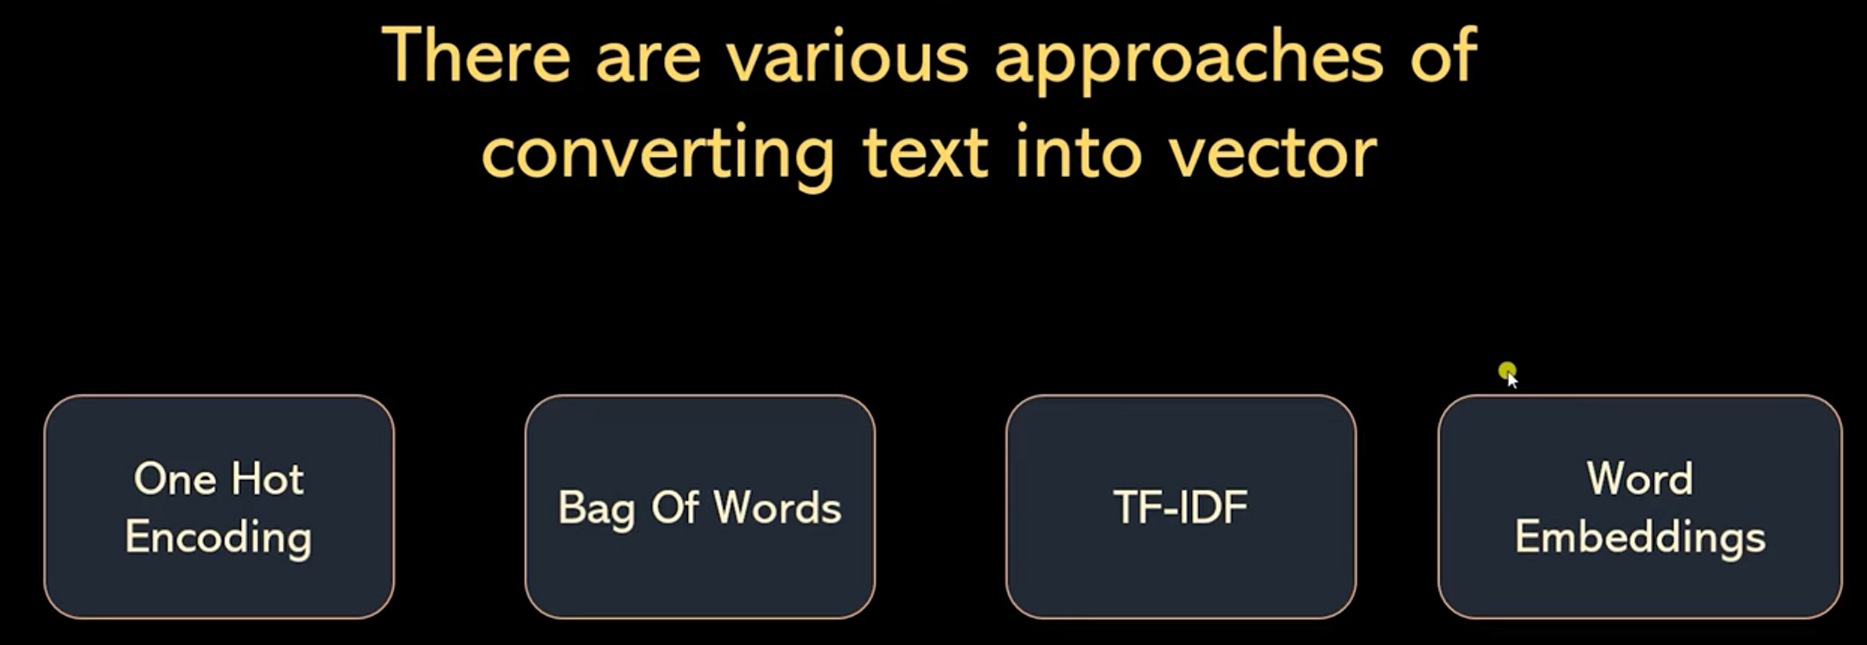 There are various approaches of
converting text into vector
One Hot
Encoding
Bag Of Words
TF-IDF
Word
Embeddings